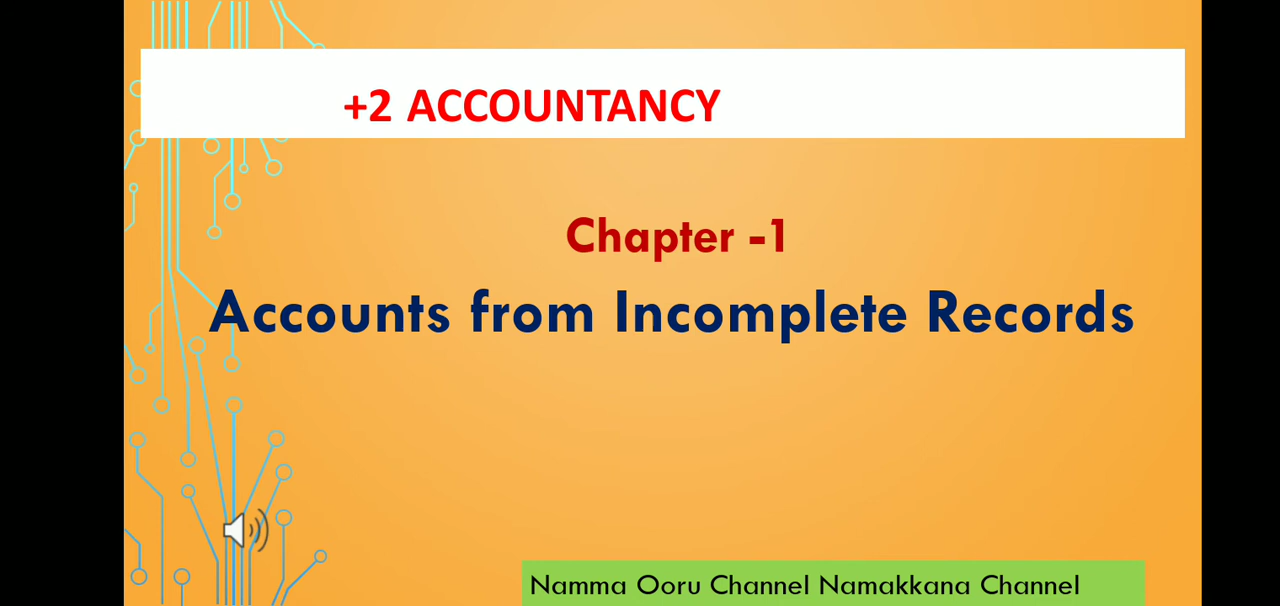 +2 ACCOUNTANCY
Chapter -1
Accounts from Incomplete Records
Namma Ooru Channel Namakkana Channel